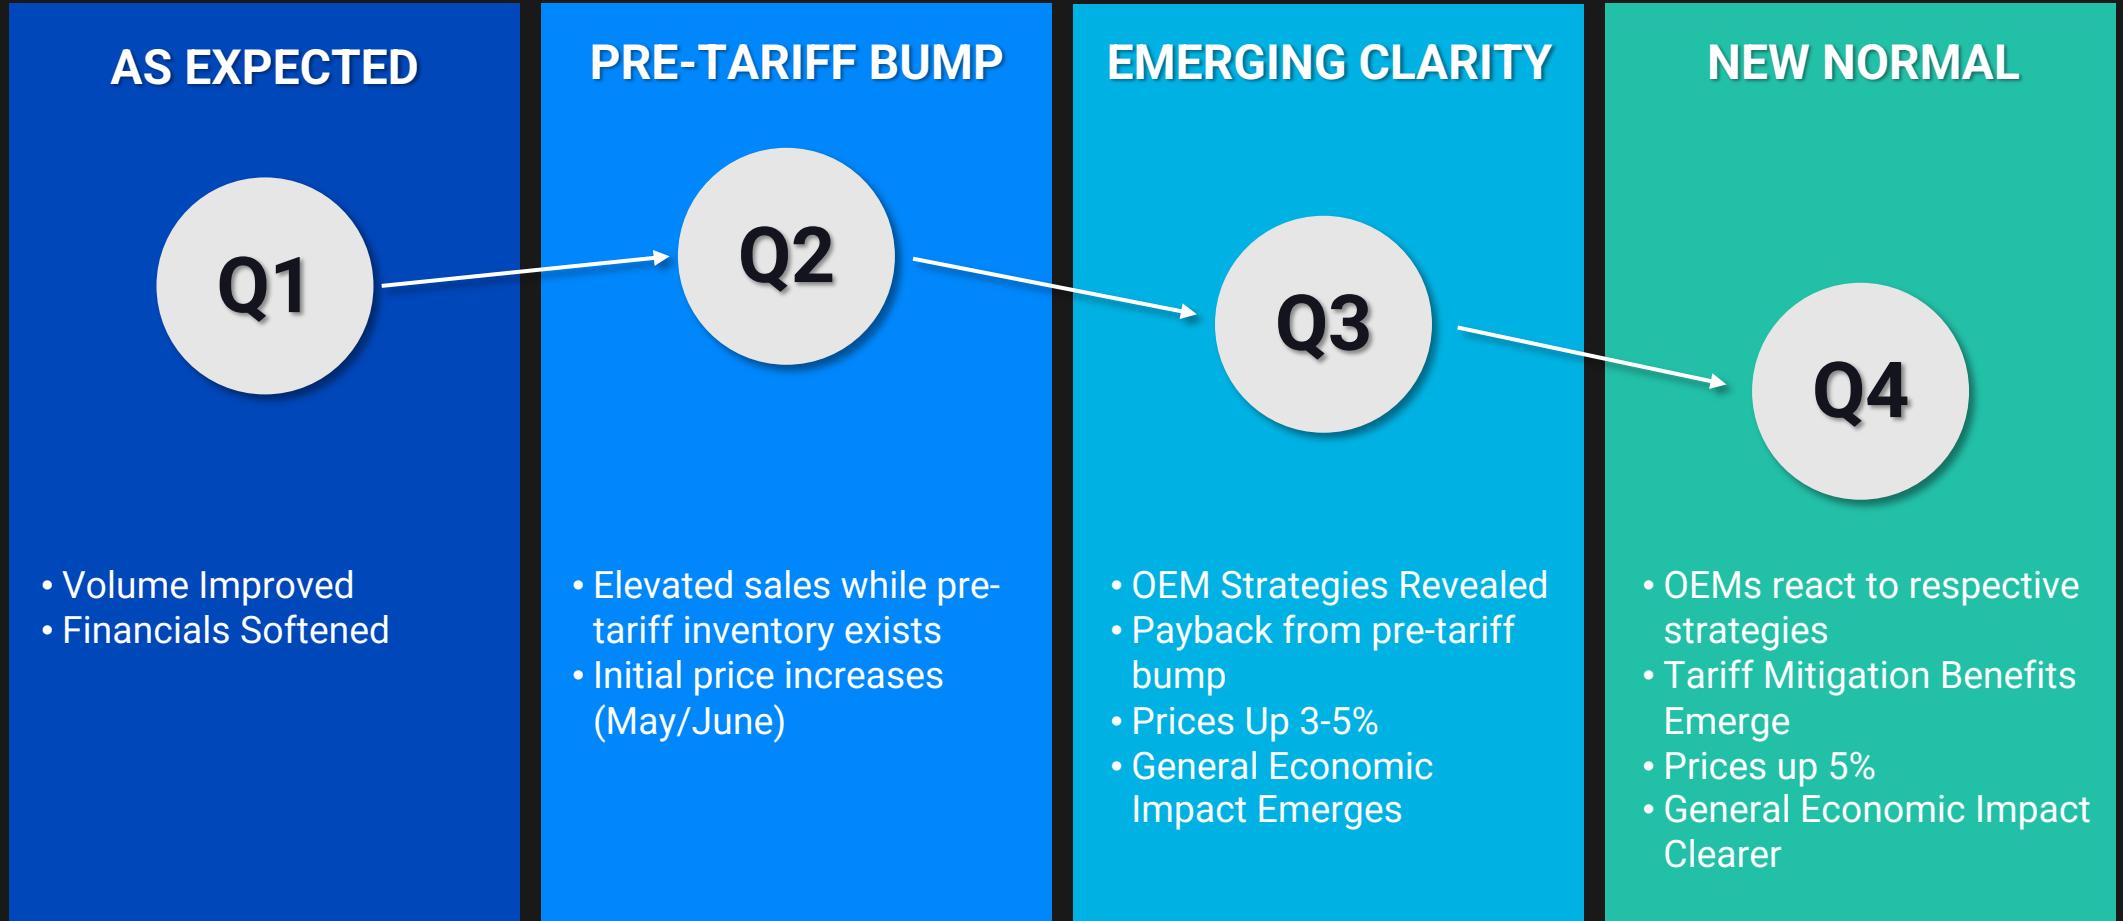 AS EXPECTED
Q1
• Volume Improved
• Financials Softened
PRE-TARIFF BUMP
Q2
• Elevated sales while pre-
tariff inventory exists
• Initial price increases
(May/June)
EMERGING CLARITY
Q3
• OEM Strategies Revealed
• Payback from pre-tariff
bump
• Prices Up 3-5%
• General Economic
Impact Emerges
NEW NORMAL
Q4
• OEMs react to respective
strategies
• Tariff Mitigation Benefits
Emerge
• Prices up 5%
• General Economic Impact
Clearer